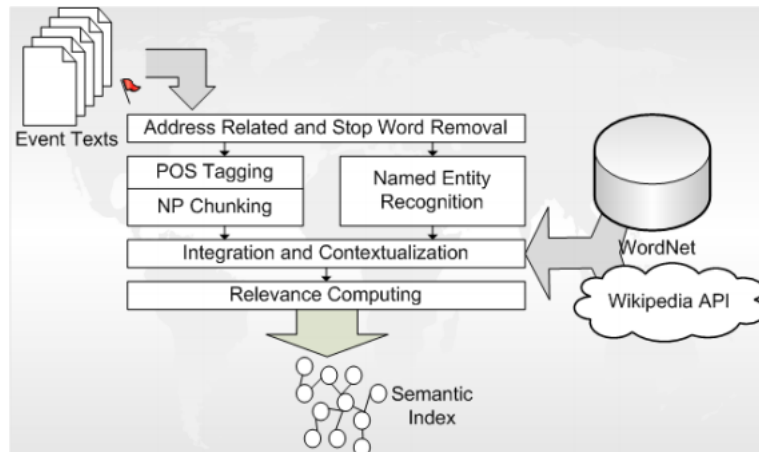 Event Texts
Address Related and Stop Word Removal
POS Tagging
NP Chunking
Named Entity
Recognition
Integration and Contextualization
Relevance Computing
WordNet
Wikipedia API
Semantic
Index